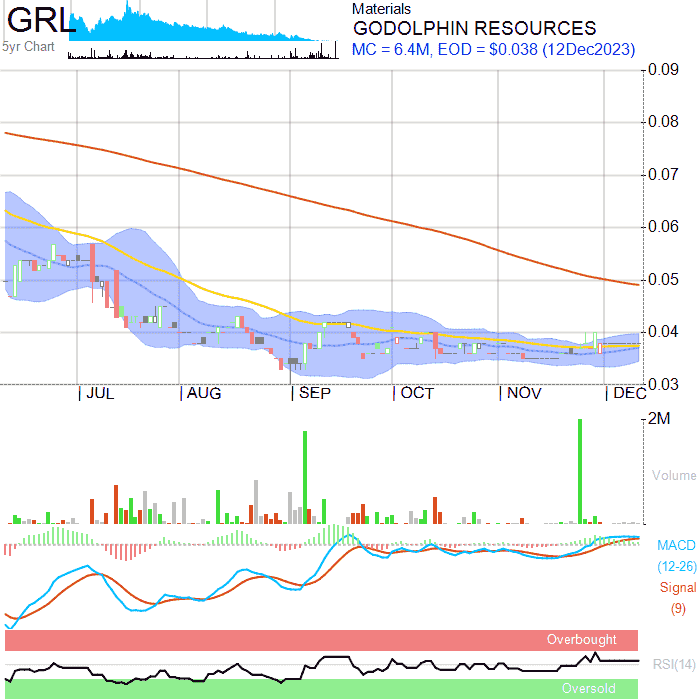 GRL
5yr Chart
Materials
GODOLPHIN RESOURCES
MC = 6.4M, EOD = $0.038 (12Dec2023)
0.09
0.08
0.07
0.06
0.05
0.04
0.03
JUL AUG SEP OCT NOV DEC
2M
Volume
MACD
(12-26)
Signal
(9)
Overbought
RSI(14)
Oversold